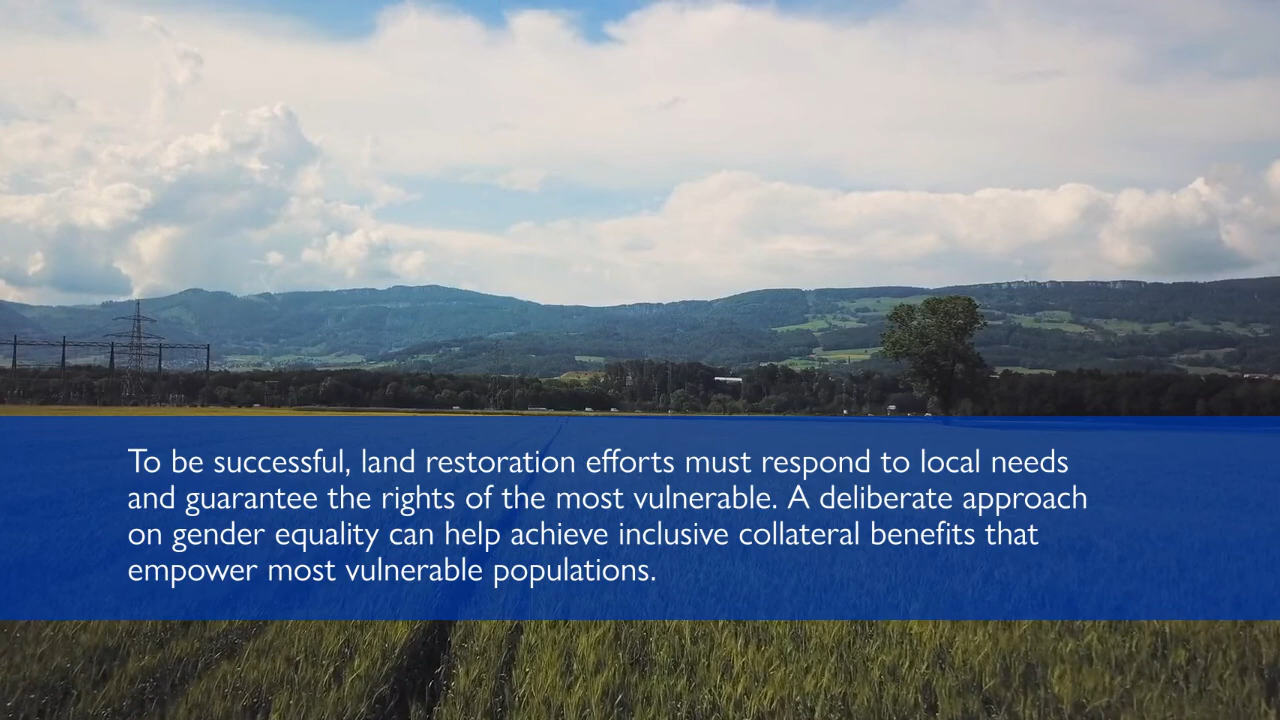 To be successful, land restoration efforts must respond to local needs
and guarantee the rights of the most vulnerable. A deliberate approach
on gender equality can help achieve inclusive collateral benefits that
empower most vulnerable populations.